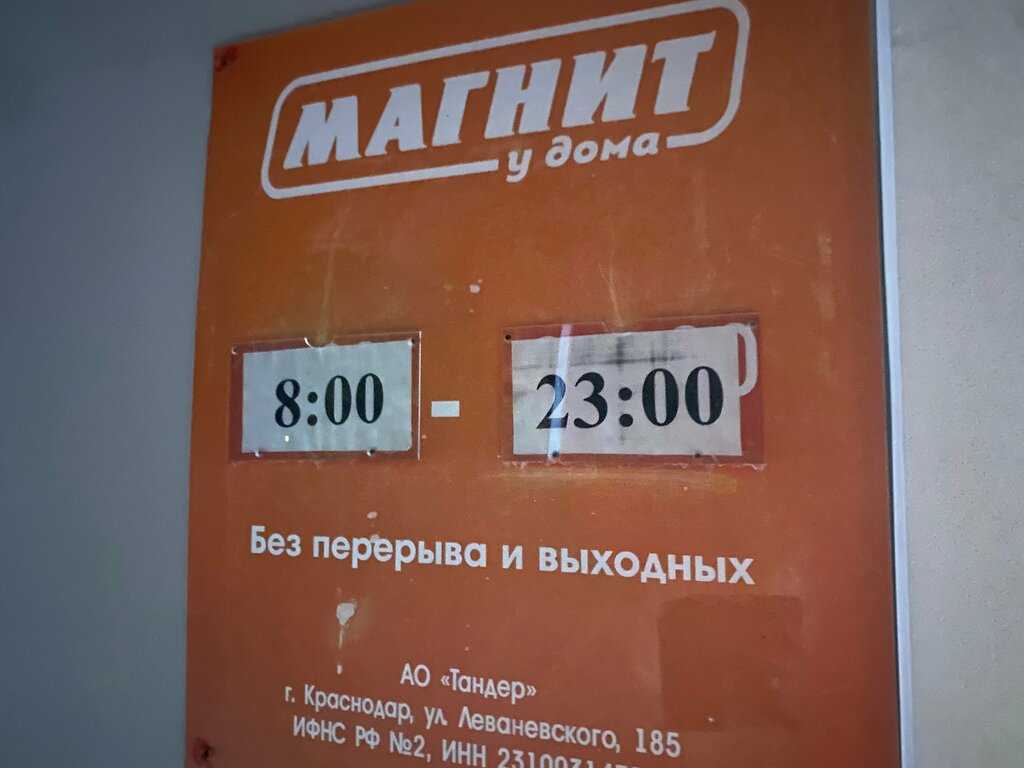 МАГНИТ
у дома
8:00 - 23:00
Без перерыва и выходных
АО «Тандер»
г. Краснодар, ул. Леваневского, 185
ИФНС РФ №2, ИНН